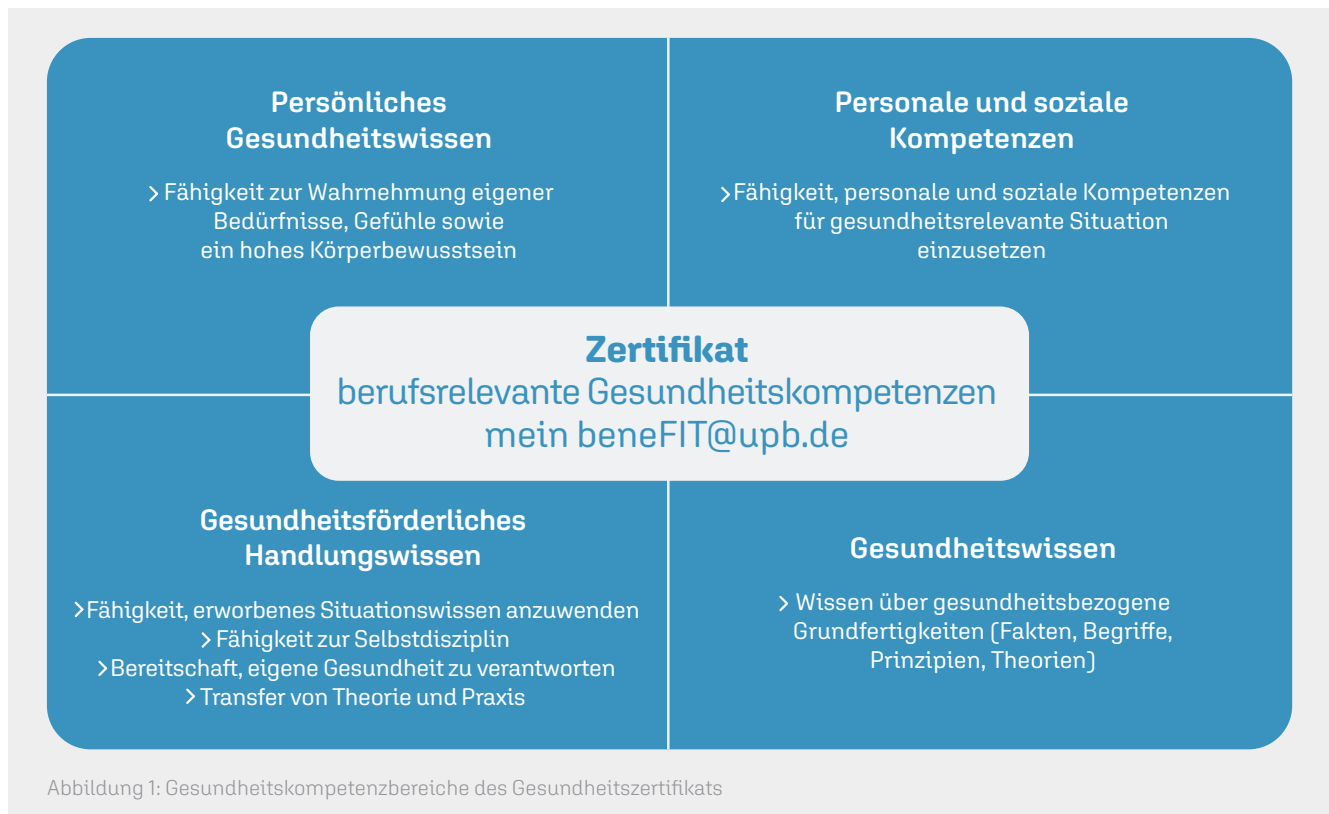 Persönliches
Gesundheitswissen
> Fähigkeit zur Wahrnehmung eigener
Bedürfnisse, Gefühle sowie
ein hohes Körperbewusstsein
Personale und soziale
Kompetenzen
>Fähigkeit, personale und soziale Kompetenzen
für gesundheitsrelevante Situation
einzusetzen
Zertifikat
berufsrelevante Gesundheitskompetenzen
mein beneFIT@upb.de
Gesundheitsförderliches
Handlungswissen
>Fähigkeit, erworbenes Situationswissen anzuwenden
> Fähigkeit zur Selbstdisziplin
>Bereitschaft, eigene Gesundheit zu verantworten
> Transfer von Theorie und Praxis
Gesundheitswissen
> Wissen über gesundheitsbezogene
Grundfertigkeiten (Fakten, Begriffe,
Prinzipien, Theorien)
Abbildung 1: Gesundheitskompetenzbereiche des Gesundheitszertifikats